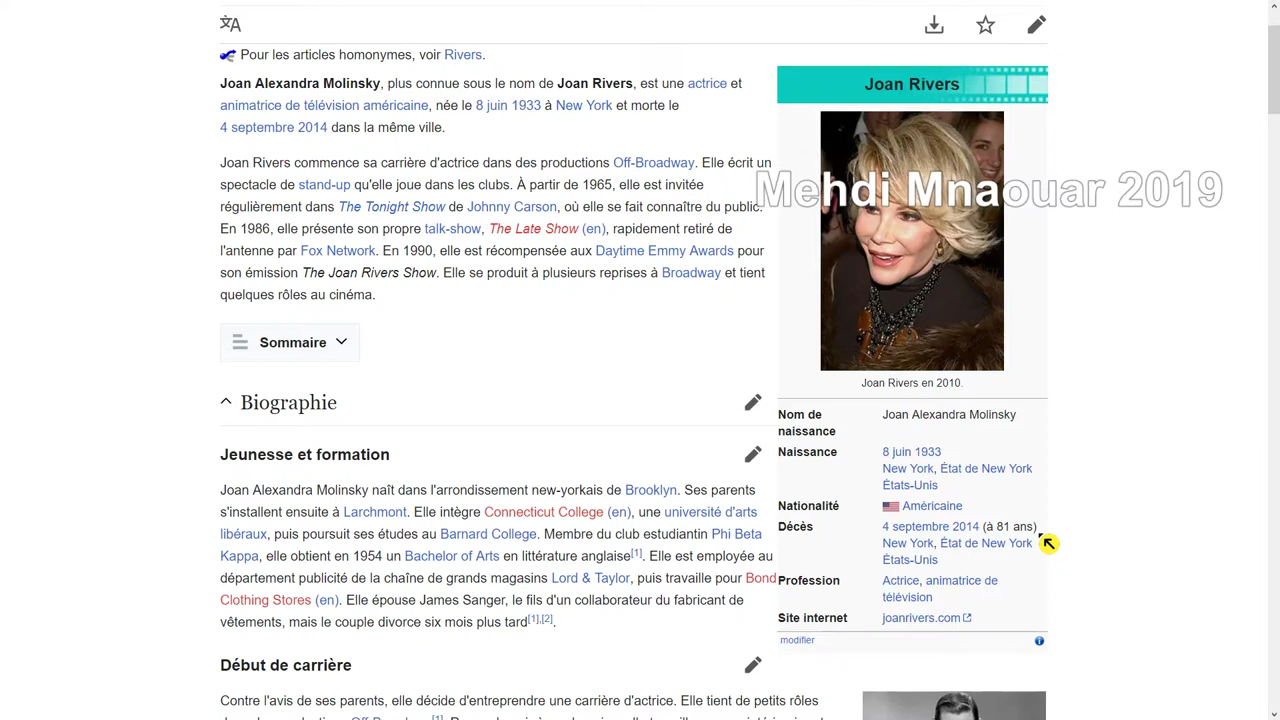 Pour les articles homonymes, voir Rivers.
Joan Alexandra Molinsky, plus connue sous le nom de Joan Rivers, est une actrice et
animatrice de télévision américaine, née le 8 juin 1933 à New York et morte le
4 septembre 2014 dans la même ville.
Joan Rivers commence sa carrière d'actrice dans des productions Off-Broadway. Elle écrit un
spectacle de stand-up qu'elle joue dans les clubs. À partir de 1965, elle est invitée
régulièrement dans The Tonight Show de Johnny Carson, où elle se fait connaître du public.
En 1986, elle présente son propre talk-show, The Late Show (en), rapidement retiré de
l'antenne par Fox Network. En 1990, elle est récompensée aux Daytime Emmy Awards pour
son émission The Joan Rivers Show. Elle se produit à plusieurs reprises à Broadway et tient
quelques rôles au cinéma.
Sommaire
Biographie
Jeunesse et formation
Joan Alexandra Molinsky naît dans l'arrondissement new-yorkais de Brooklyn. Ses parents
s'installent ensuite à Larchmont. Elle intègre Connecticut College (en), une université d'arts
libéraux, puis poursuit ses études au Barnard College. Membre du club estudiantin Phi Beta
Kappa, elle obtient en 1954 un Bachelor of Arts en littérature anglaise[1]. Elle est employée au
département publicité de la chaîne de grands magasins Lord & Taylor, puis travaille pour Bond
Clothing Stores (en). Elle épouse James Sanger, le fils d'un collaborateur du fabricant de
vêtements, mais le couple divorce six mois plus tard[1],[2].
Début de carrière
Contre l'avis de ses parents, elle décide d'entreprendre une carrière d'actrice. Elle tient de petits rôles
Joan Rivers
Mehdi Mnaouar 2019
Joan Rivers en 2010.
Nom de naissance Joan Alexandra Molinsky
Naissance 8 juin 1933
New York, État de New York
États-Unis
Nationalité Américaine
Décès 4 septembre 2014 (à 81 ans)
New York, État de New York
États-Unis
Profession Actrice, animatrice de
télévision
Site internet joanrivers.com
modifier